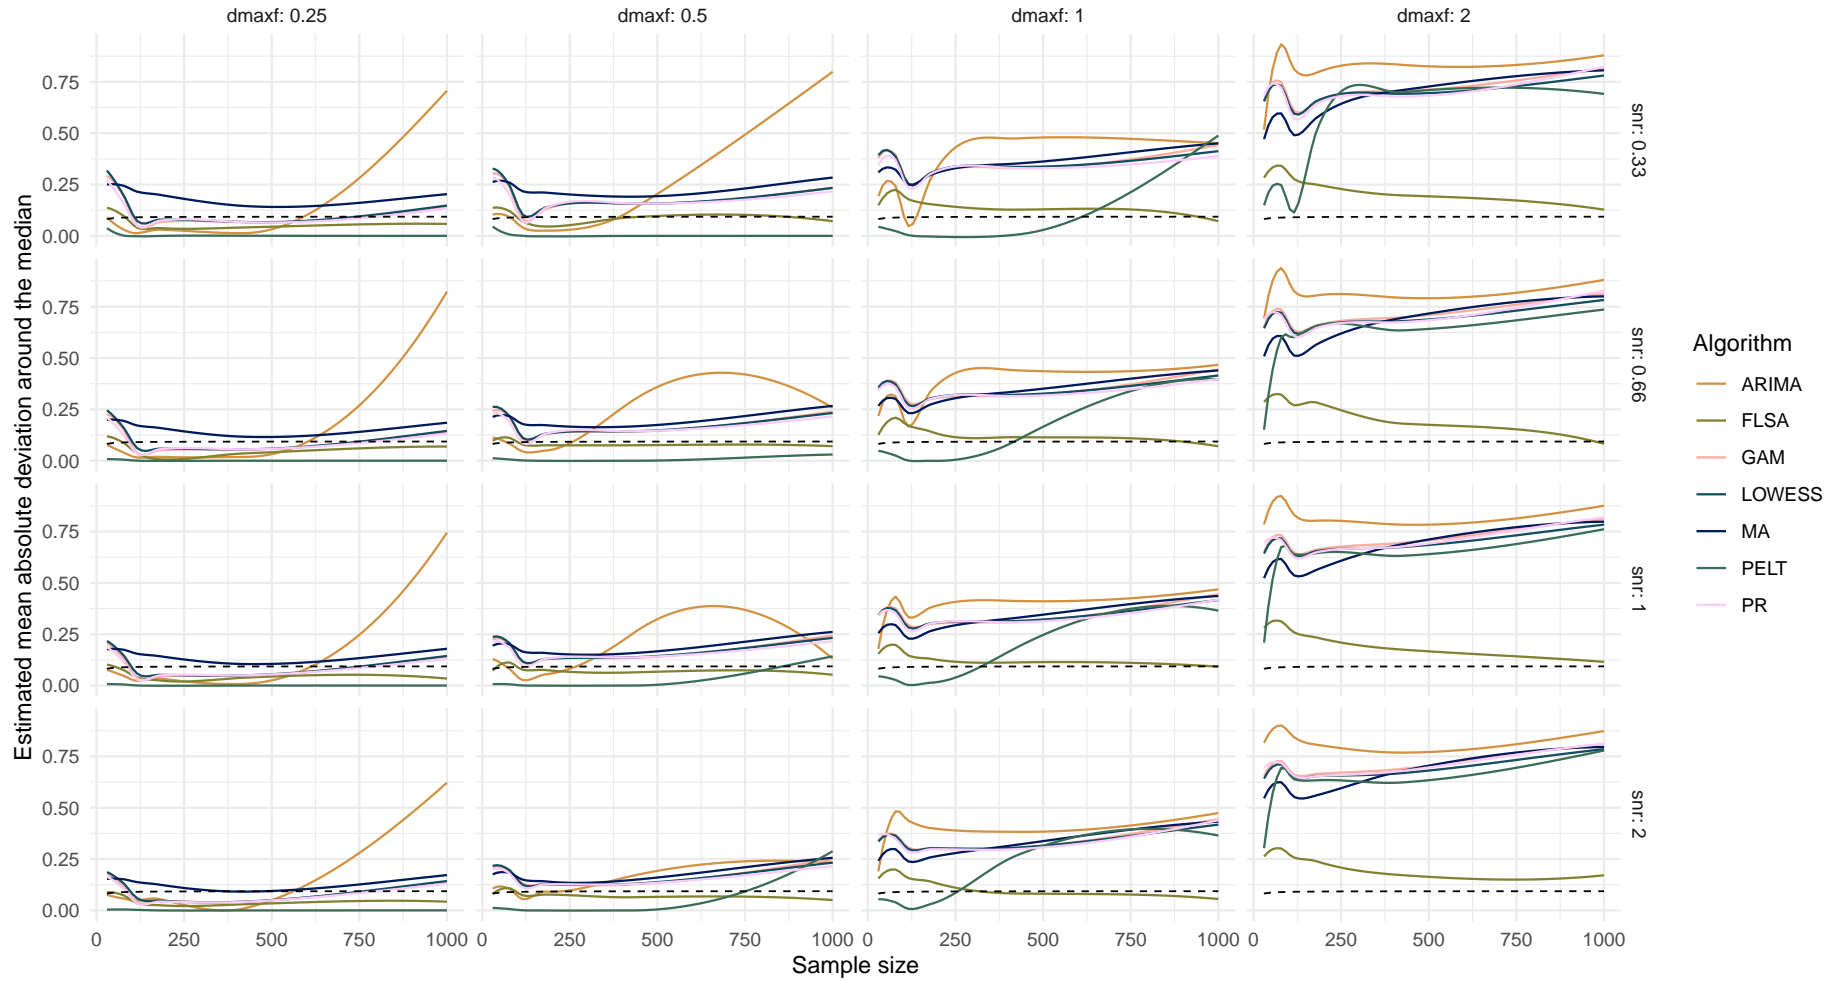 dmaxf: 0.25
dmaxf: 0.5
dmaxf: 1
dmaxf: 2
Estimated mean absolute deviation around the median
0.75
0.50
0.25
0.00
snr: 0.33
0.75
0.50
0.25
0.00
snr: 0.66
0.75
0.50
0.25
0.00
snr: 1
0.75
0.50
0.25
0.00
snr: 2
0 250 500 750 1000
0 250 500 750 1000
0 250 500 750 1000
0 250 500 750 1000
Sample size
Algorithm
ARIMA
FLSA
GAM
LOWESS
MA
PELT
PR